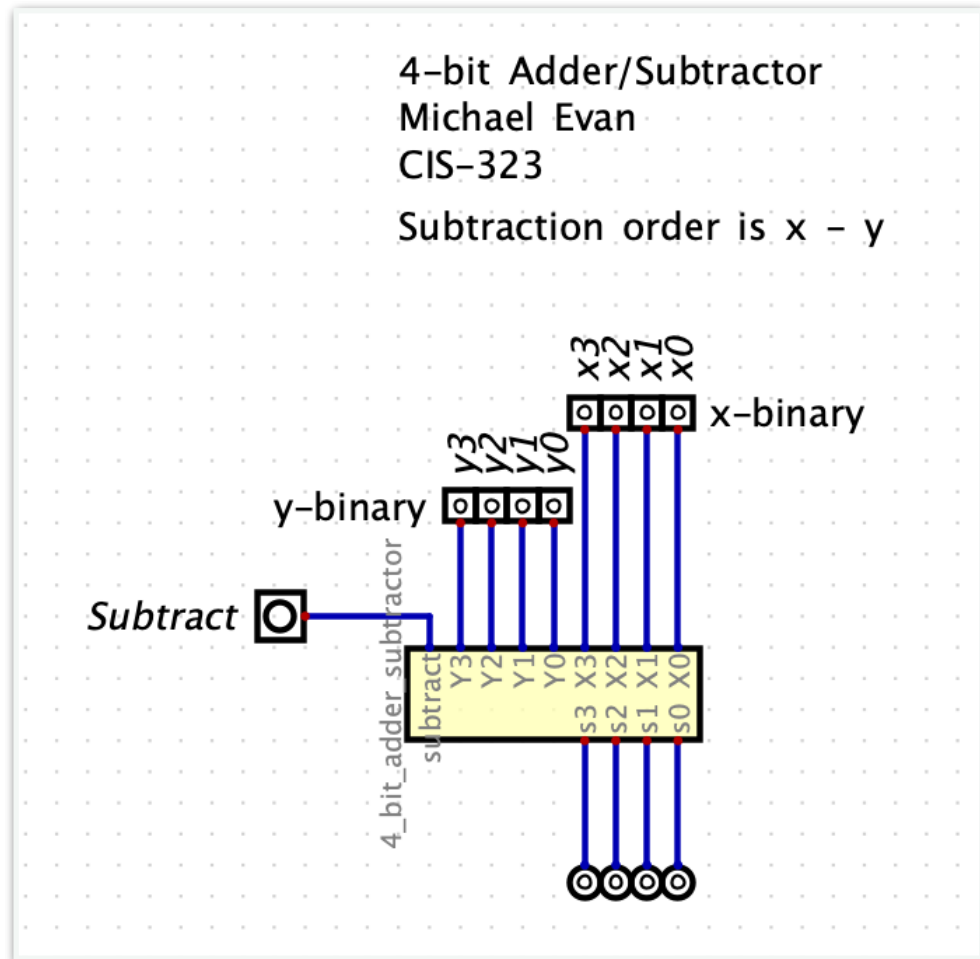 4-bit Adder/Subtractor
Michael Evan
CIS-323
Subtraction order is x - y
x3 x2 x1 x0
x-binary
y3 y2 y1 y0
y-binary
Subtract
4_bit_adder_subtractor
subtract Y3 Y2 Y1 Y0 X3 X2 X1 X0
s3 s2 s1 s0